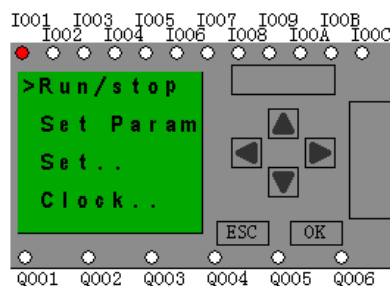 I001 I003 I005 I007 I009 I00B
I002 I004 I006 I008 I00A I00C
>Run/stop
Set Param
Set..
Clock..
ESC OK
Q001 Q002 Q003 Q004 Q005 Q006